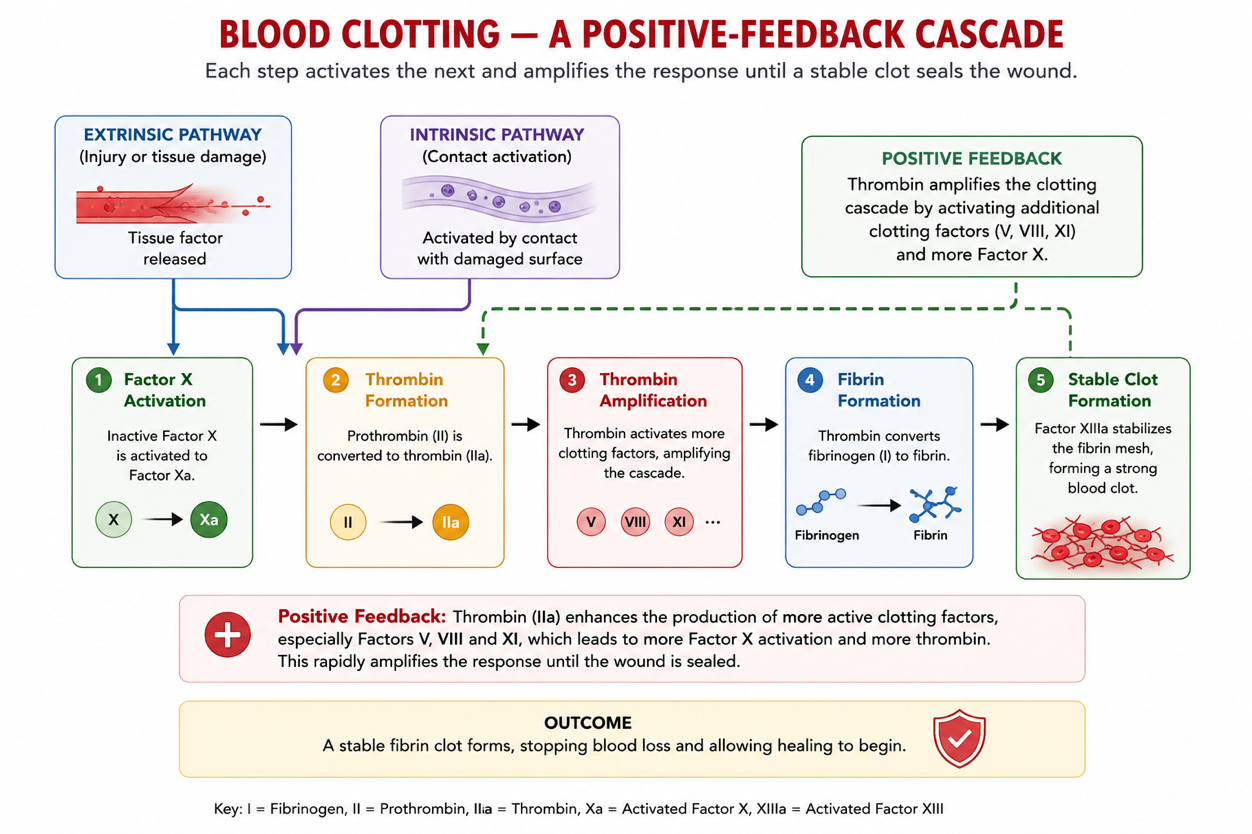 BLOOD CLOTTING — A POSITIVE-FEEDBACK CASCADE
Each step activates the next and amplifies the response until a stable clot seals the wound.
EXTRINSIC PATHWAY
(Injury or tissue damage)
Tissue factor
released
INTRINSIC PATHWAY
(Contact activation)
Activated by contact
with damaged surface
POSITIVE FEEDBACK
Thrombin amplifies the clotting
cascade by activating additional
clotting factors (V, VIII, XI)
and more Factor X.
1 Factor X
Activation
Inactive Factor X
is activated to
Factor Xa.
X Xa
2 Thrombin
Formation
Prothrombin (II) is
converted to thrombin (IIa).
II IIa
3 Thrombin
Amplification
Thrombin activates more
clotting factors, amplifying
the cascade.
V VIII XI ...
4 Fibrin
Formation
Thrombin converts
fibrinogen (I) to fibrin.
Fibrinogen Fibrin
5 Stable Clot
Formation
Factor XIIIa stabilizes
the fibrin mesh,
forming a strong
blood clot.
Positive Feedback: Thrombin (IIa) enhances the production of more active clotting factors,
especially Factors V, VIII and XI, which leads to more Factor X activation and more thrombin.
This rapidly amplifies the response until the wound is sealed.
OUTCOME
A stable fibrin clot forms, stopping blood loss and allowing healing to begin.
Key: I = Fibrinogen, II = Prothrombin, IIa = Thrombin, Xa = Activated Factor X, XIIIa = Activated Factor XIII